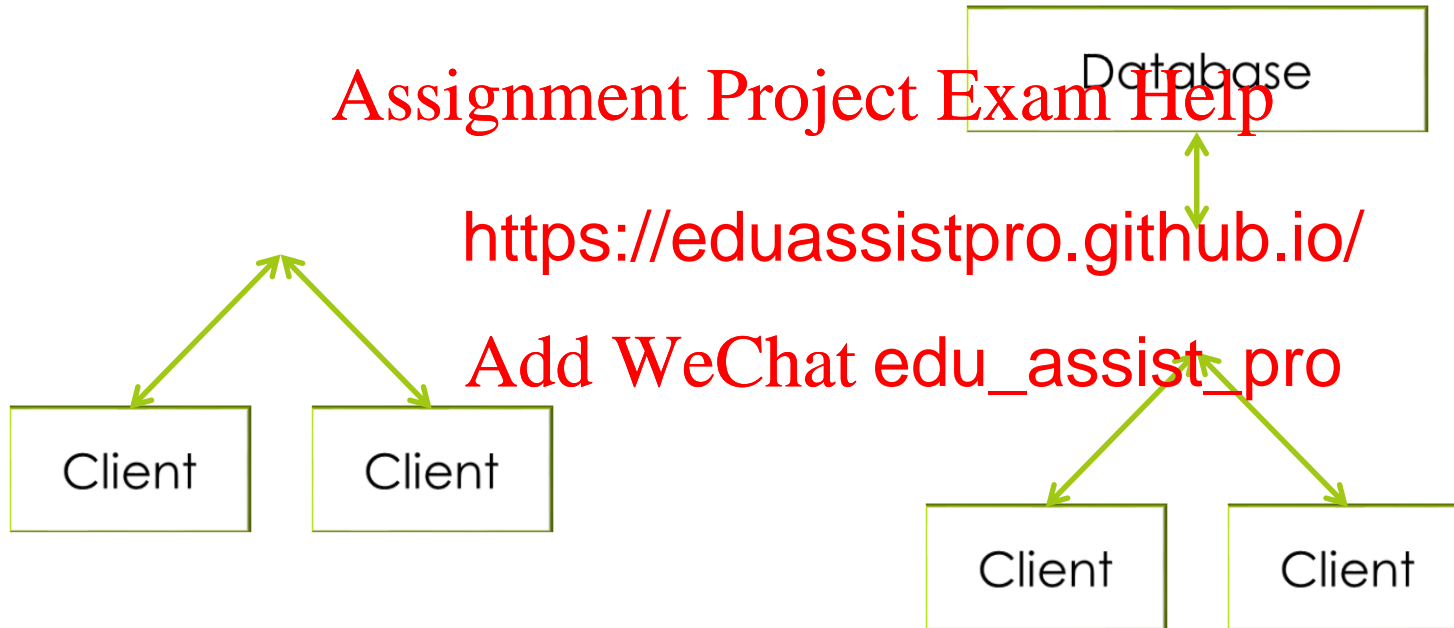 Database
Assignment Project Exam Help
https://eduassistpro.github.io/
Add WeChat edu_assist_pro
Client
Client
Client
Client